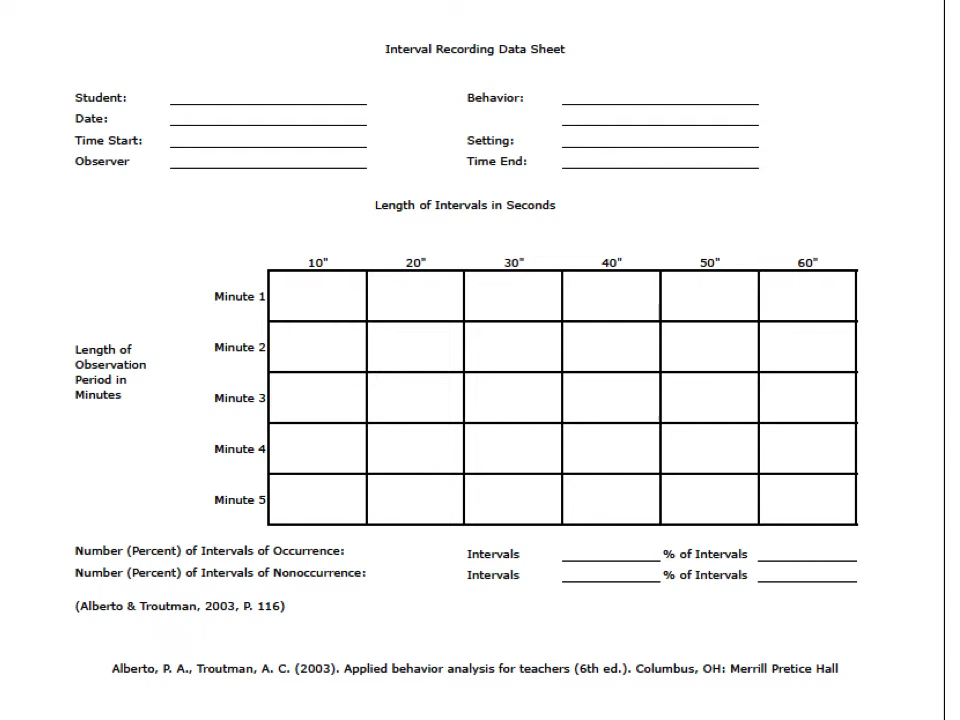 Interval Recording Data Sheet
Student: Behavior:
Date:
Time Start: Setting:
Observer Time End:
Length of Intervals in Seconds
10" 20" 30" 40" 50" 60"
Minute 1
Minute 2
Length of
Observation
Period in
Minutes
Minute 3
Minute 4
Minute 5
Number (Percent) of Intervals of Occurrence: Intervals % of Intervals
Number (Percent) of Intervals of Nonoccurrence: Intervals % of Intervals
(Alberto & Troutman, 2003, P. 116)
Alberto, P. A., Troutman, A. C. (2003). Applied behavior analysis for teachers (6th ed.). Columbus, OH: Merrill Pretice Hall